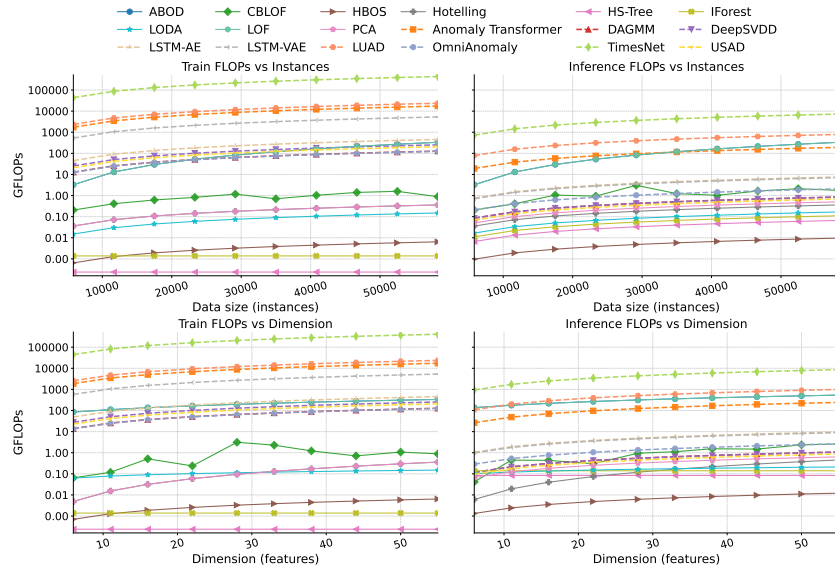 ABOD CBLOF HBOS Hotelling HS-Tree IForest
LODA LOF PCA Anomaly Transformer DAGMM DeepSVDD
LSTM-AE LSTM-VAE LUAD OmniAnomaly TimesNet USAD
Train FLOPs vs Instances
Inference FLOPs vs Instances
GFLOPs
100000
10000
1000
100
10
1.00
0.10
0.01
0.00
10000 20000 30000 40000 50000
Data size (instances)
10000 20000 30000 40000 50000
Data size (instances)
Train FLOPs vs Dimension
Inference FLOPs vs Dimension
GFLOPs
100000
10000
1000
100
10
1.00
0.10
0.01
0.00
10 20 30 40 50
Dimension (features)
10 20 30 40 50
Dimension (features)